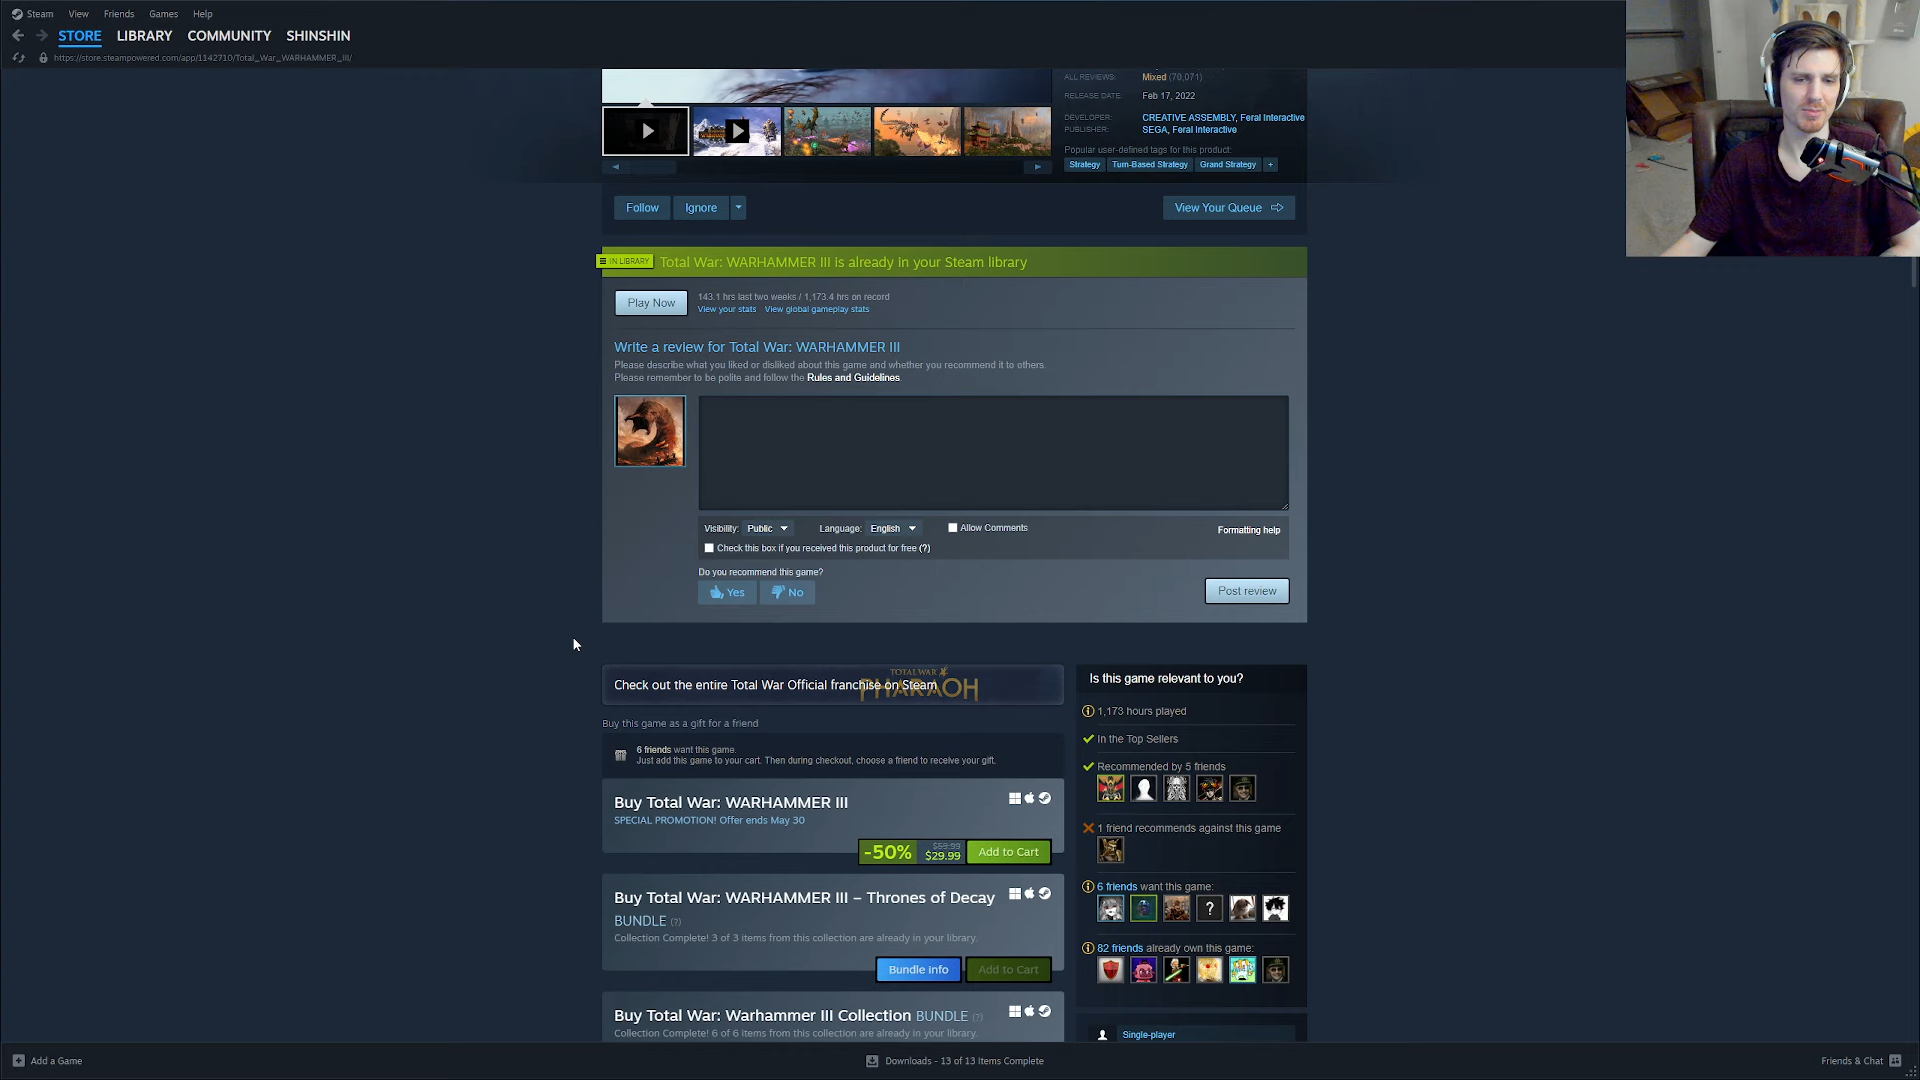 Steam View Friends Games Help
STORE LIBRARY COMMUNITY SHINSHIN
https://store.steampowered.com/app/1142710/Total_War_WARHAMMER_III/
ALL REVIEWS: Mixed (70,071)
RELEASE DATE: Feb 17, 2022
DEVELOPER: CREATIVE ASSEMBLY, Feral Interactive
PUBLISHER: SEGA, Feral Interactive
Popular user-defined tags for this product:
Strategy Turn-Based Strategy Grand Strategy +
Follow Ignore View Your Queue
IN LIBRARY Total War: WARHAMMER III is already in your Steam library
Play Now 143.1 hrs last two weeks / 1,173.4 hrs on record
View your stats View global gameplay stats
Write a review for Total War: WARHAMMER III
Please describe what you liked or disliked about this game and whether you recommend it to others.
Please remember to be polite and follow the Rules and Guidelines.
Visibility: Public Language: English Allow Comments Formatting help
Check this box if you received this product for free (?)
Do you recommend this game?
Yes No Post review
Check out the entire Total War Official franchise on Steam
TOTAL WAR
PHARAOH
Buy this game as a gift for a friend
6 friends want this game.
Just add this game to your cart. Then during checkout, choose a friend to receive your gift.
Buy Total War: WARHAMMER III
SPECIAL PROMOTION! Offer ends May 30
-50% $59.99 $29.99 Add to Cart
Buy Total War: WARHAMMER III – Thrones of Decay
BUNDLE (?)
Collection Complete! 3 of 3 items from this collection are already in your library.
Bundle info Add to Cart
Buy Total War: Warhammer III Collection BUNDLE (?)
Collection Complete! 6 of 6 items from this collection are already in your library.
Is this game relevant to you?
1,173 hours played
In the Top Sellers
Recommended by 5 friends
1 friend recommends against this game
6 friends want this game:
?
82 friends already own this game:
Single-player
Add a Game Downloads - 13 of 13 Items Complete Friends & Chat